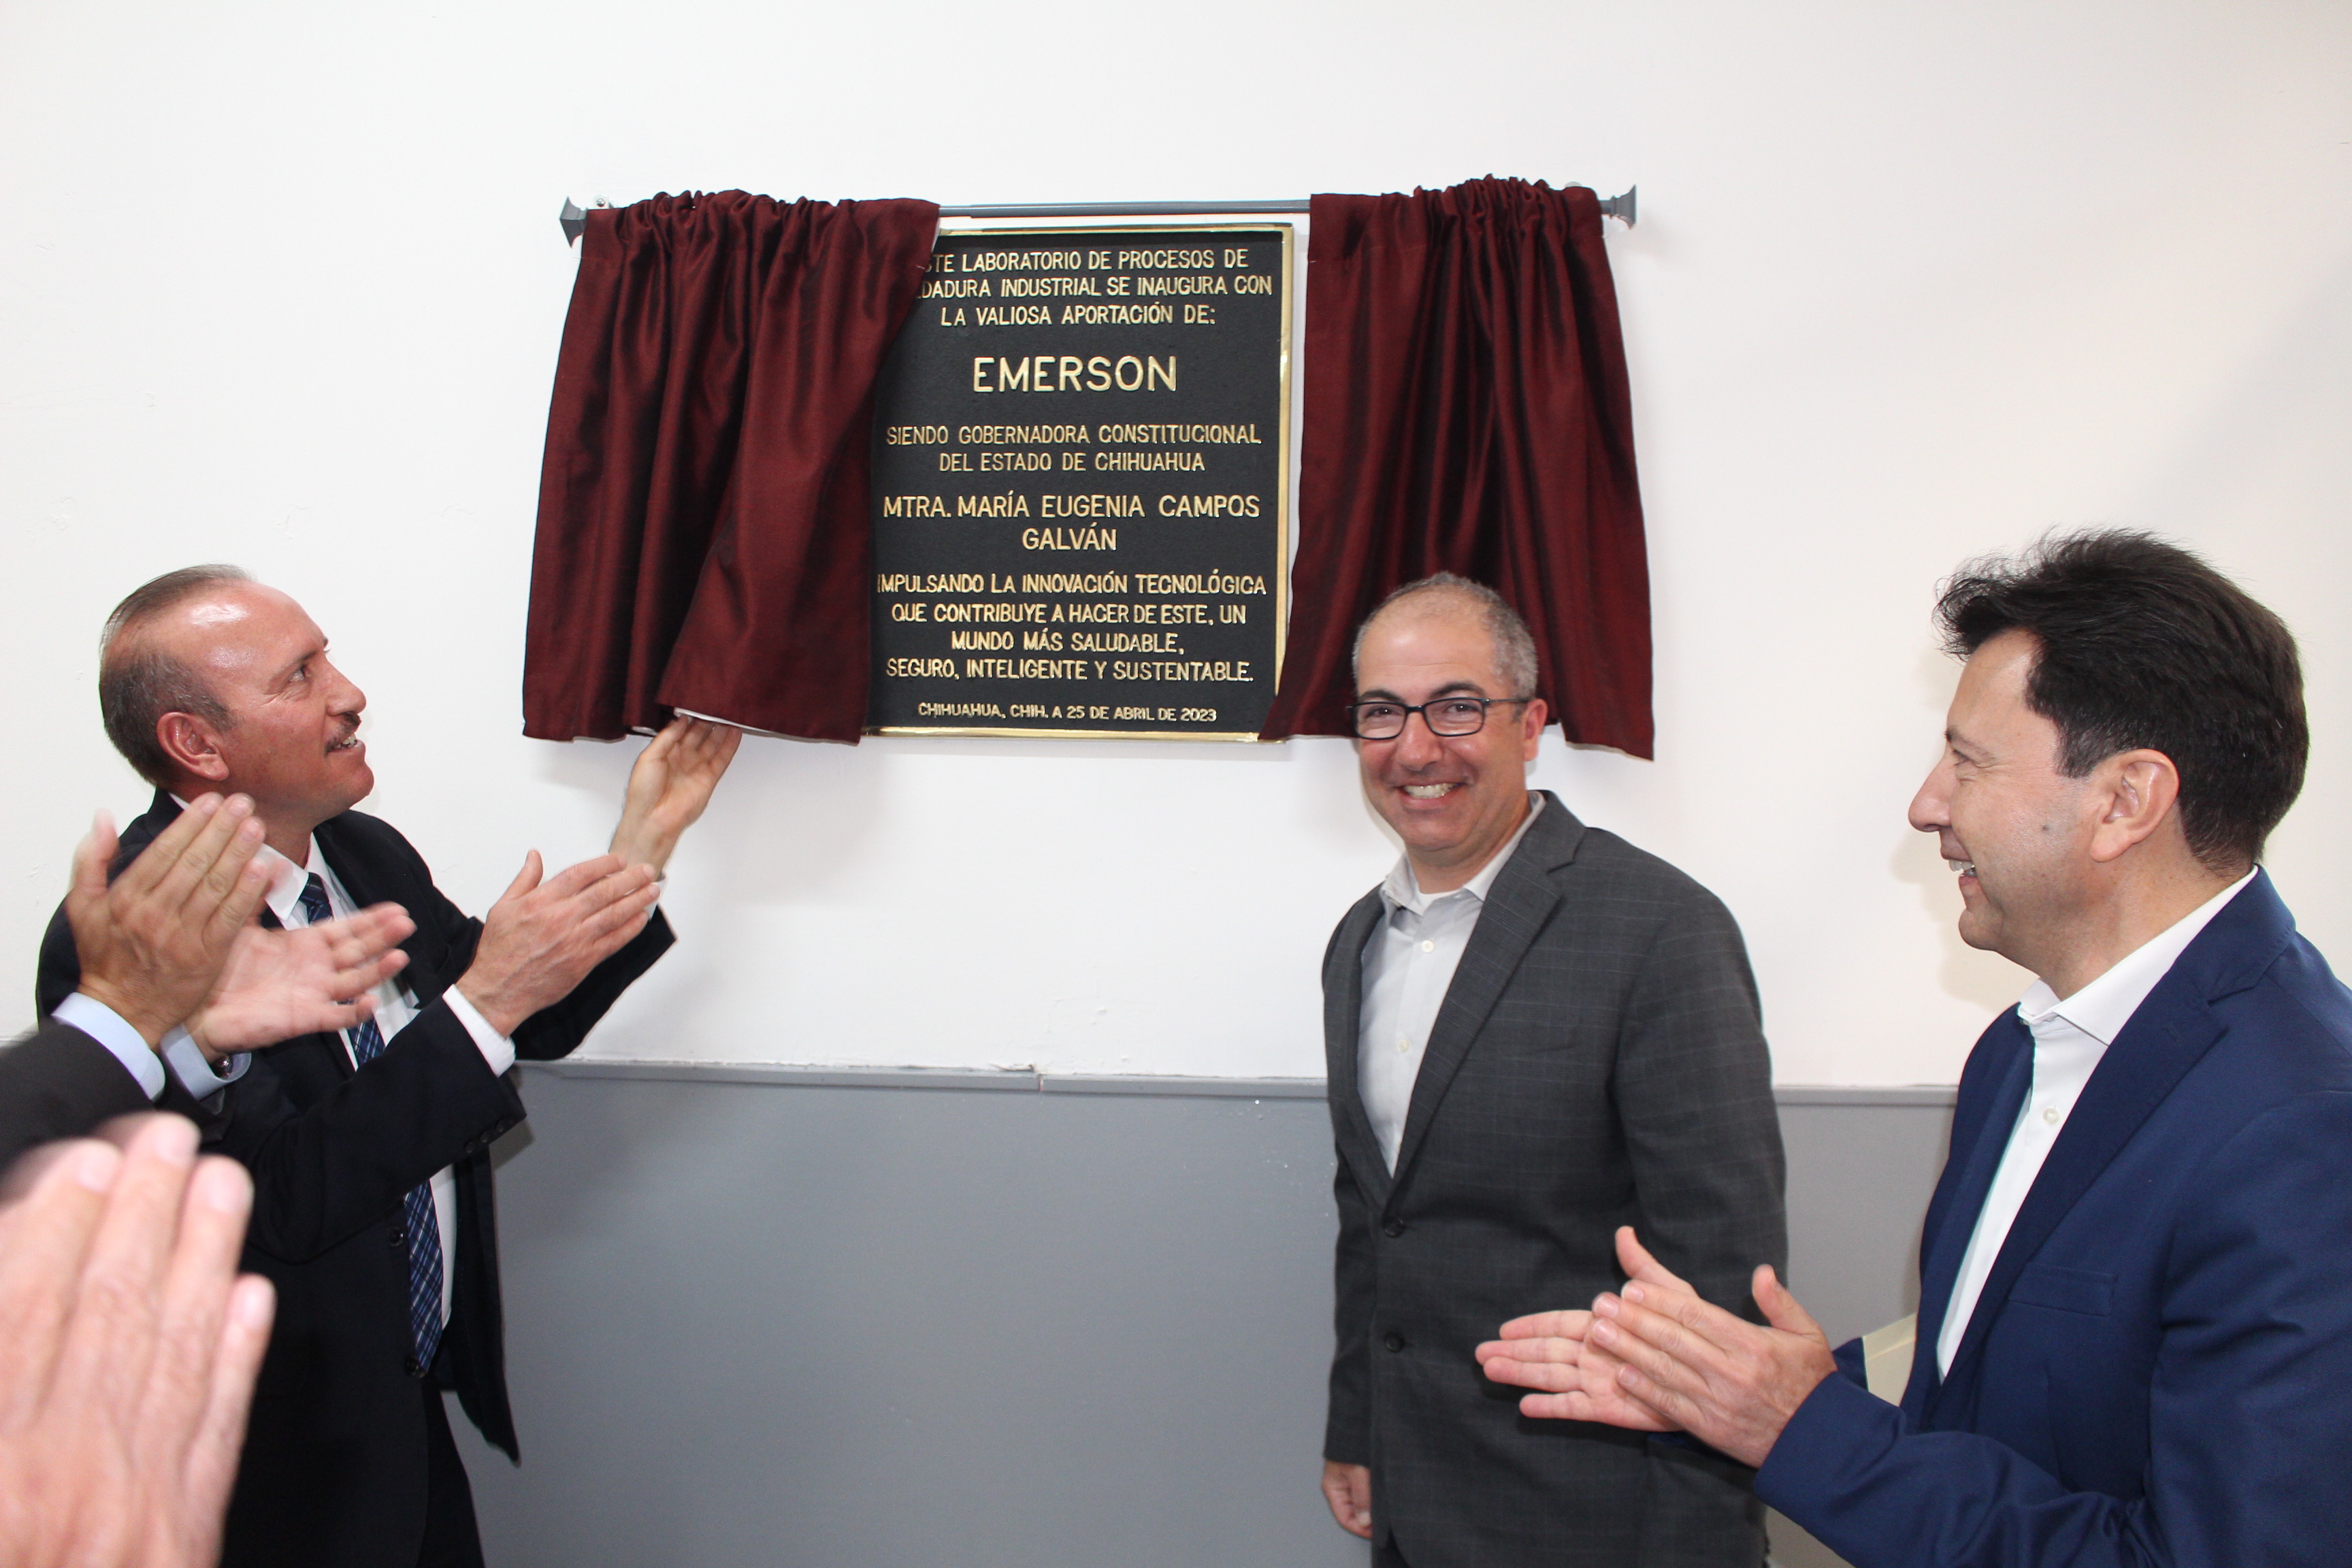 STE LABORATORIO DE PROCESOS DE
LDADURA INDUSTRIAL SE INAUGURA CON
LA VALIOSA APORTACIÓN DE:
EMERSON
SIENDO GOBERNADORA CONSTITUCIONAL
DEL ESTADO DE CHIHUAHUA
MTRA. MARÍA EUGENIA CAMPOS
GALVÁN
IMPULSANDO LA INNOVACIÓN TECNOLÓGICA
QUE CONTRIBUYE A HACER DE ESTE, UN
MUNDO MÁS SALUDABLE,
SEGURO, INTELIGENTE Y SUSTENTABLE.
CHIHUAHUA, CHIH. A 25 DE ABRIL DE 2023